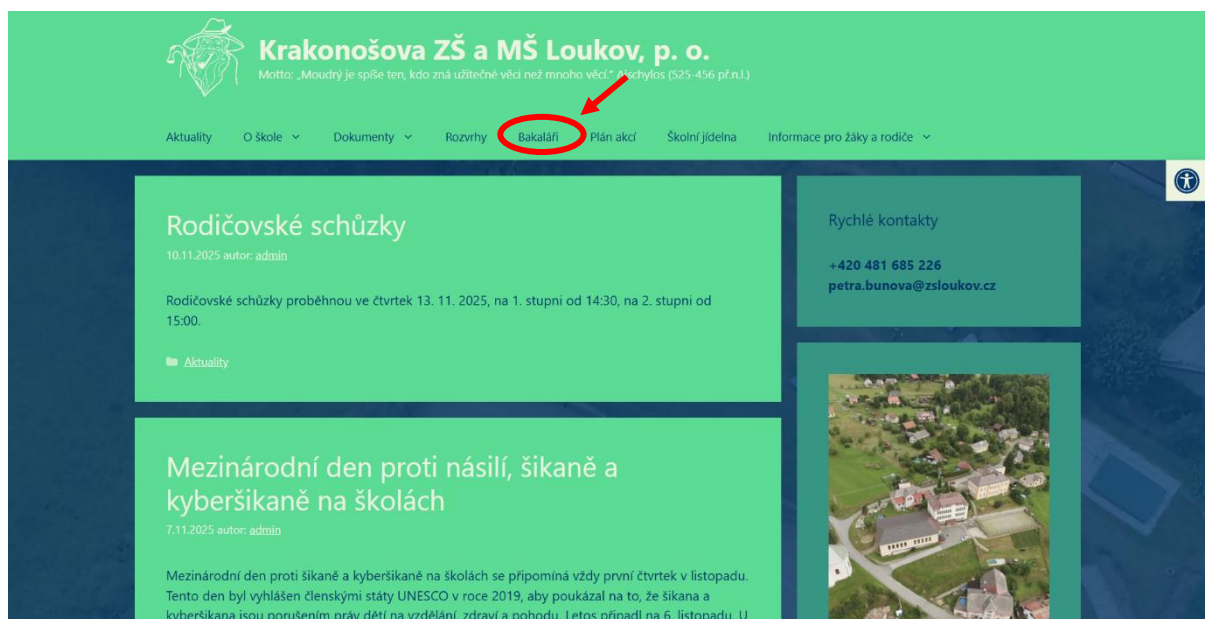 Krakonošova ZŠ a MŠ Loukov, p. o.
Motto: „Moudrý je spíše ten, kdo zná užitečné věci než mnoho věcí.“ Aischylos (525-456 př.n.l.)
Aktuality O škole Dokumenty Rozvrhy Bakaláři Plán akcí Školní jídelna Informace pro žáky a rodiče
Rodičovské schůzky
10.11.2025 autor: admin
Rodičovské schůzky proběhnou ve čtvrtek 13. 11. 2025, na 1. stupni od 14:30, na 2. stupni od
15:00.
Aktuality
Mezinárodní den proti násilí, šikaně a
kyberšikaně na školách
7.11.2025 autor: admin
Mezinárodní den proti šikaně a kyberšikaně na školách se připomíná vždy první čtvrtek v listopadu.
Tento den byl vyhlášen členskými státy UNESCO v roce 2019, aby poukázal na to, že šikana a
kyberšikana jsou porušením práv dětí na vzdělání, zdraví a pohodu. Letos připadl na 6. listopadu. U
Rychlé kontakty
+420 481 685 226
petra.bunova@zsloukov.cz